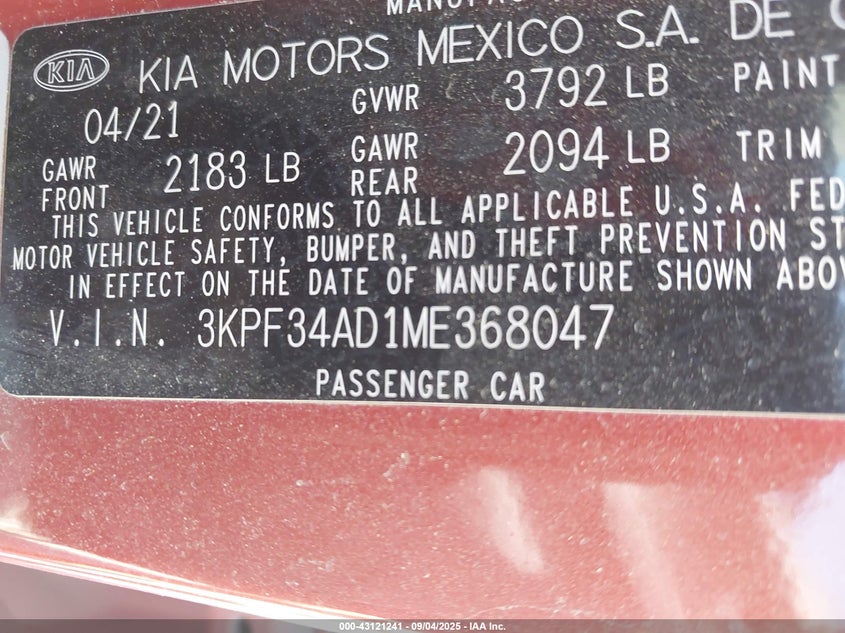 MANUFAC
KIA KIA MOTORS MEXICO S.A. DE C
04/21 GVWR 3792 LB PAINT
GAWR FRONT 2183 LB GAWR REAR 2094 LB TRIM
THIS VEHICLE CONFORMS TO ALL APPLICABLE U.S.A. FED
MOTOR VEHICLE SAFETY, BUMPER, AND THEFT PREVENTION ST
IN EFFECT ON THE DATE OF MANUFACTURE SHOWN ABOV
V.I.N. 3KPF34AD1ME368047
PASSENGER CAR
000-43121241 - 09/04/2025 - IAA Inc.